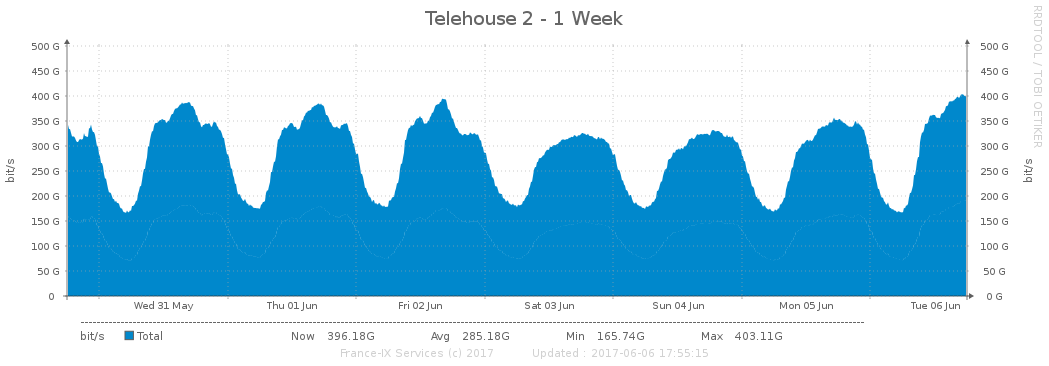 Telehouse 2 - 1 Week
RRDTOOL / TOBI OETIKER
bit/s
500 G 500 G
450 G 450 G
400 G 400 G
350 G 350 G
300 G 300 G
250 G 250 G
200 G 200 G
150 G 150 G
100 G 100 G
50 G 50 G
0 0 G
bit/s
Wed 31 May Thu 01 Jun Fri 02 Jun Sat 03 Jun Sun 04 Jun Mon 05 Jun Tue 06 Jun
bit/s Total Now 396.18G Avg 285.18G Min 165.74G Max 403.11G
France-IX Services (c) 2017 Updated : 2017-06-06 17:55:15